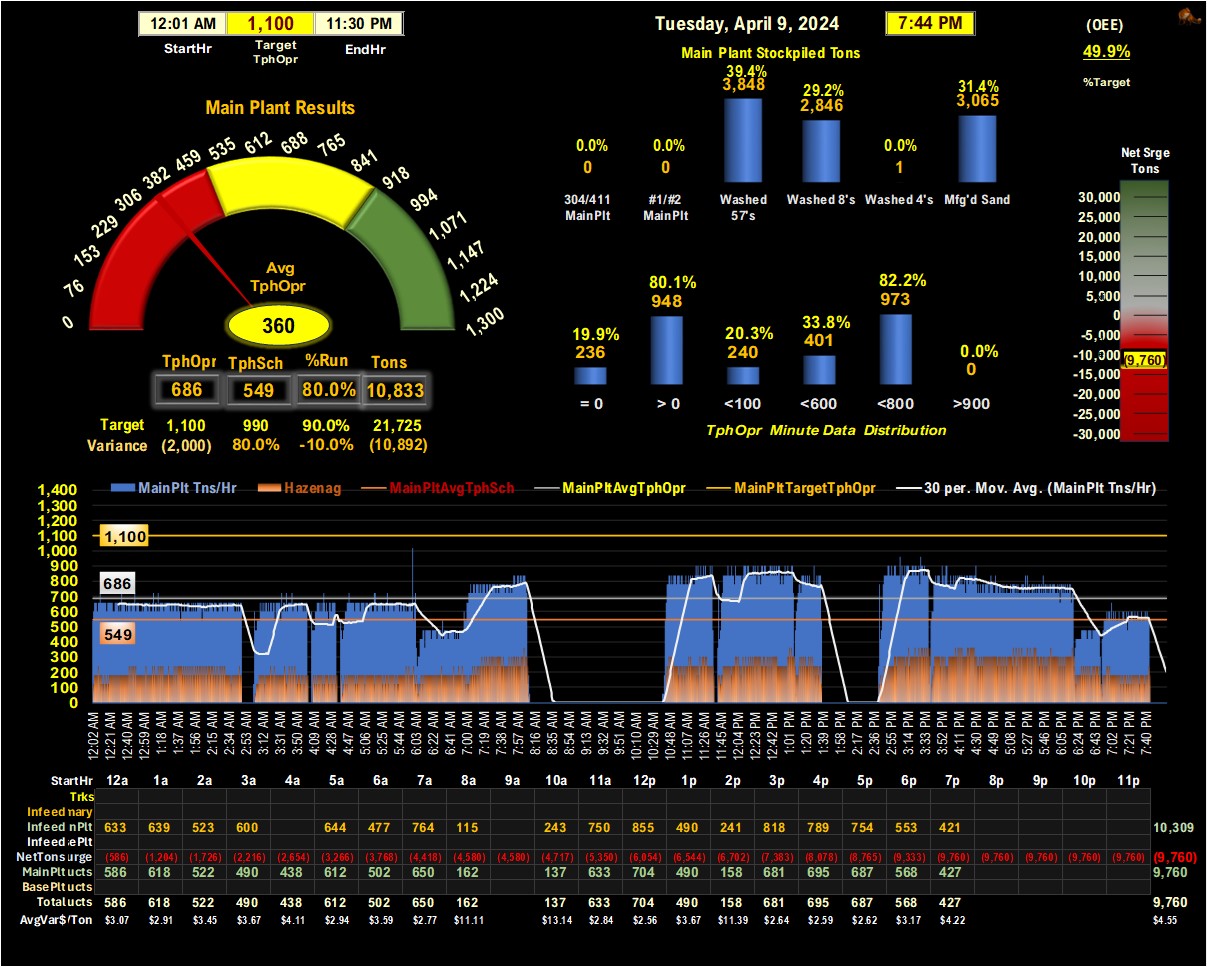 12:01 AM 1,100 11:30 PM
StartHr Target TphOpr EndHr
Tuesday, April 9, 2024
7:44 PM
(OEE)
49.9%
%Target
Main Plant Stockpiled Tons
39.4% 29.2% 31.4%
3,848 2,846 3,065
0.0% 0.0% 0.0%
0 0 1
304/411 MainPlt #1/#2 MainPlt Washed 57's Washed 8's Washed 4's Mfg'd Sand
Main Plant Results
0 76 153 229 306 382 459 535 612 688 765 841 918 994 1,071 1,147 1,224 1,300
Avg
TphOpr
360
TphOpr TphSch %Run Tons
686 549 80.0% 10,833
Target 1,100 990 90.0% 21,725
Variance (2,000) 80.0% -10.0% (10,892)
19.9% 80.1% 20.3% 33.8% 82.2% 0.0%
236 948 240 401 973 0
= 0 > 0 <100 <600 <800 >900
TphOpr Minute Data Distribution
Net Srge
Tons
30,000
25,000
20,000
15,000
10,000
5,000
0
-5,000
-10,000
(9,760)
-15,000
-20,000
-25,000
-30,000
MainPlt Tns/Hr Hazenag MainPltAvgTphSch MainPltAvgTphOpr MainPltTargetTphOpr 30 per. Mov. Avg. (MainPlt Tns/Hr)
1,400
1,300
1,200
1,100
1,000
900
800
700
600
500
400
300
200
100
0
1,100
686
549
12:02 AM 12:21 AM 12:40 AM 12:59 AM 1:18 AM 1:37 AM 1:56 AM 2:15 AM 2:34 AM 2:53 AM 3:12 AM 3:31 AM 3:50 AM 4:09 AM 4:28 AM 4:47 AM 5:06 AM 5:25 AM 5:44 AM 6:03 AM 6:22 AM 6:41 AM 7:00 AM 7:19 AM 7:38 AM 7:57 AM 8:16 AM 8:35 AM 8:54 AM 9:13 AM 9:32 AM 9:51 AM 10:10 AM 10:29 AM 10:48 AM 11:07 AM 11:26 AM 11:45 AM 12:04 PM 12:23 PM 12:42 PM 1:01 PM 1:20 PM 1:39 PM 1:58 PM 2:17 PM 2:36 PM 2:55 PM 3:14 PM 3:33 PM 3:52 PM 4:11 PM 4:30 PM 4:49 PM 5:08 PM 5:27 PM 5:46 PM 6:05 PM 6:24 PM 6:43 PM 7:02 PM 7:21 PM 7:40 PM
StartHr 12a 1a 2a 3a 4a 5a 6a 7a 8a 9a 10a 11a 12p 1p 2p 3p 4p 5p 6p 7p 8p 9p 10p 11p
Trks
Infeed mary
Infeed nPlt 633 639 523 600 644 477 764 115 243 750 855 490 241 818 789 754 553 421 10,309
Infeed ePlt
NetTons urge (586) (1,204) (1,726) (2,216) (2,654) (3,266) (3,768) (4,418) (4,580) (4,580) (4,717) (5,350) (6,054) (6,544) (6,702) (7,383) (8,078) (8,765) (9,333) (9,760) (9,760) (9,760) (9,760) (9,760) (9,760)
MainPlt ucts 586 618 522 490 438 612 502 650 162 137 633 704 490 158 681 695 687 568 427 9,760
BasePlt ucts
Total ucts 586 618 522 490 438 612 502 650 162 137 633 704 490 158 681 695 687 568 427 9,760
AvgVar$/Ton $3.07 $2.91 $3.45 $3.67 $4.11 $2.94 $3.59 $2.77 $11.11 $13.14 $2.84 $2.56 $3.67 $11.39 $2.64 $2.59 $2.62 $3.17 $4.22 $4.55